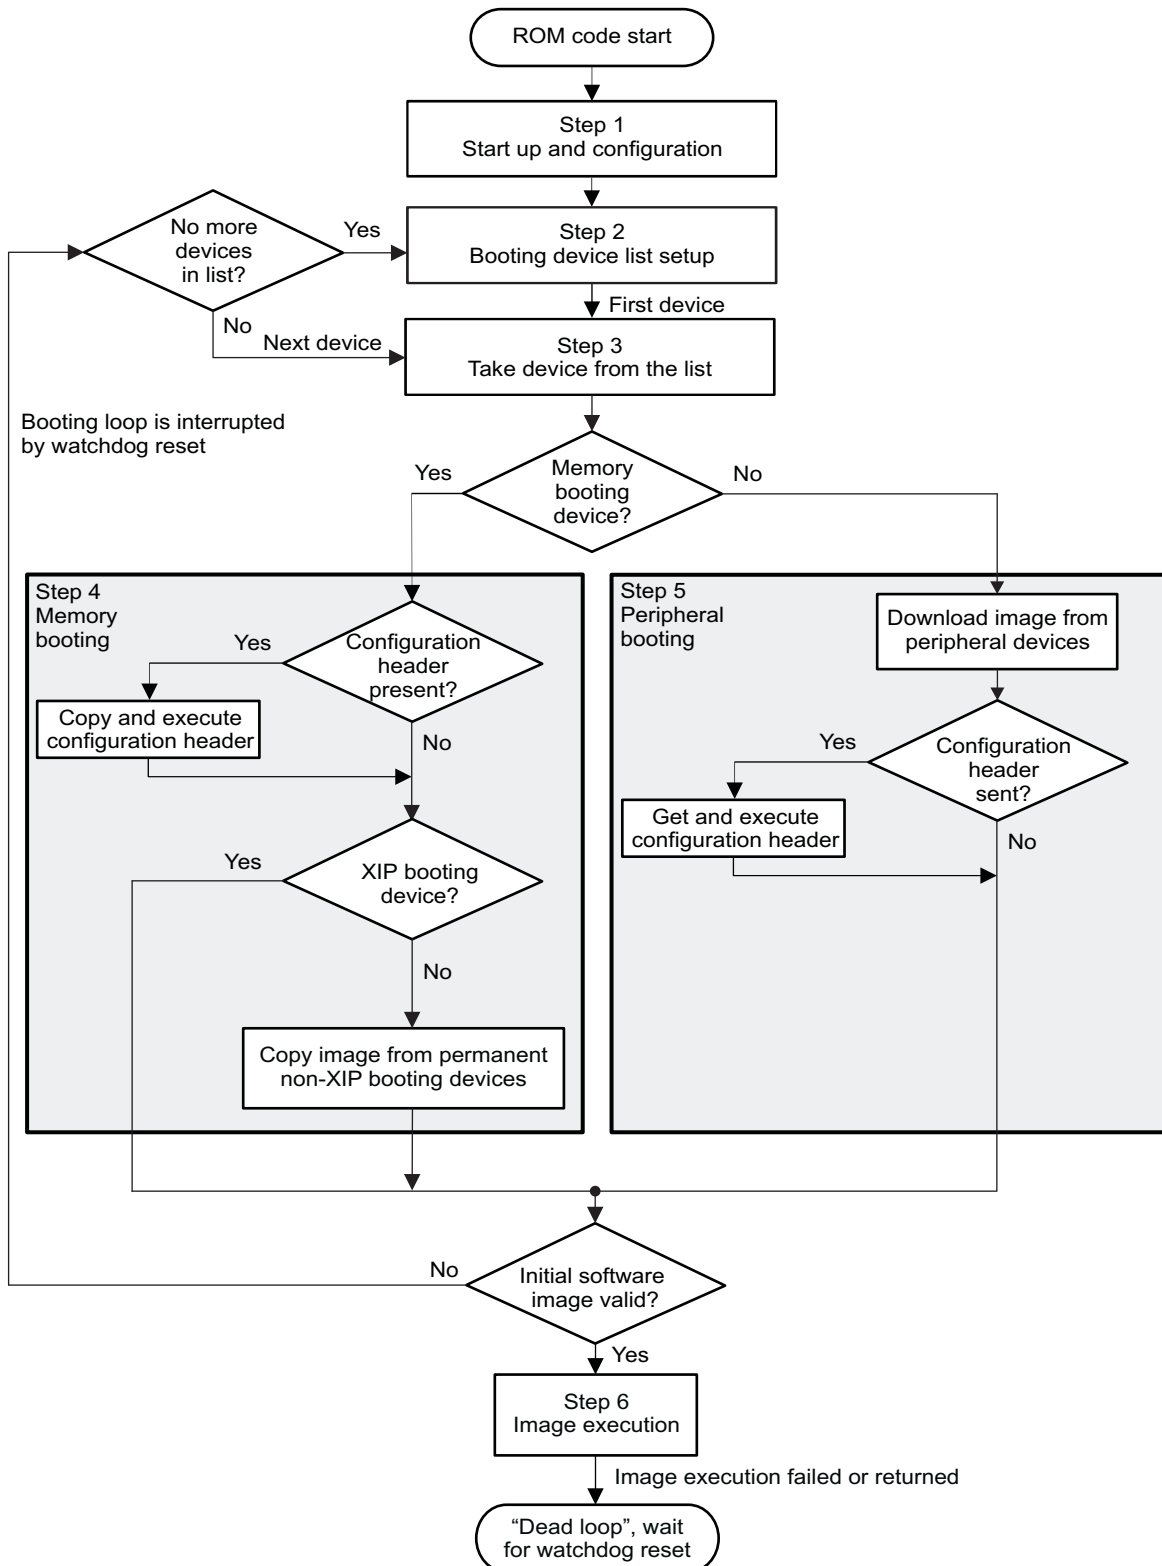 ROM code start
Step 1
Start up and configuration
No more
devices
in list?
Yes
Step 2
Booting device list setup
First device
No
Next device
Step 3
Take device from the list
Booting loop is interrupted
by watchdog reset
Yes
Memory
booting
device?
No
Step 4
Memory
booting
Yes
Configuration
header
present?
Copy and execute
configuration header
No
Yes
XIP booting
device?
No
Copy image from permanent
non-XIP booting devices
Step 5
Peripheral
booting
Download image from
peripheral devices
Yes
Configuration
header
sent?
Get and execute
configuration header
No
No
Initial software
image valid?
Yes
Step 6
Image execution
Image execution failed or returned
“Dead loop”, wait
for watchdog reset